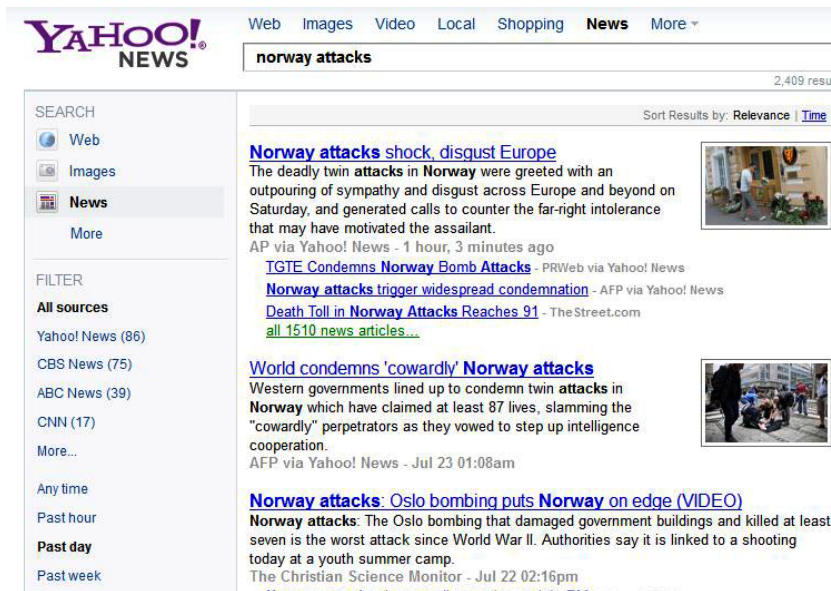 YAHOO!®
NEWS
Web Images Video Local Shopping News More
norway attacks
2,409
SEARCH
Web
Images
News
More
FILTER
All sources
Yahoo! News (86)
CBS News (75)
ABC News (39)
CNN (17)
More...
Any time
Past hour
Past day
Past week
Sort Results by: Relevance | Time
Norway attacks shock, disgust Europe
The deadly twin attacks in Norway were greeted with an
outpouring of sympathy and disgust across Europe and beyond on
Saturday, and generated calls to counter the far-right intolerance
that may have motivated the assailant.
AP via Yahoo! News - 1 hour, 3 minutes ago
TGTE Condemns Norway Bomb Attacks - PRWeb via Yahoo! News
Norway attacks trigger widespread condemnation - AFP via Yahoo! News
Death Toll in Norway Attacks Reaches 91 - TheStreet.com
all 1510 news articles...
World condemns 'cowardly' Norway attacks
Western governments lined up to condemn twin attacks in
Norway which have claimed at least 87 lives, slamming the
"cowardly" perpetrators as they vowed to step up intelligence
cooperation.
AFP via Yahoo! News - Jul 23 01:08am
Norway attacks: Oslo bombing puts Norway on edge (VIDEO)
Norway attacks: The Oslo bombing that damaged government buildings and killed at least
seven is the worst attack since World War II. Authorities say it is linked to a shooting
today at a youth summer camp.
The Christian Science Monitor - Jul 22 02:16pm